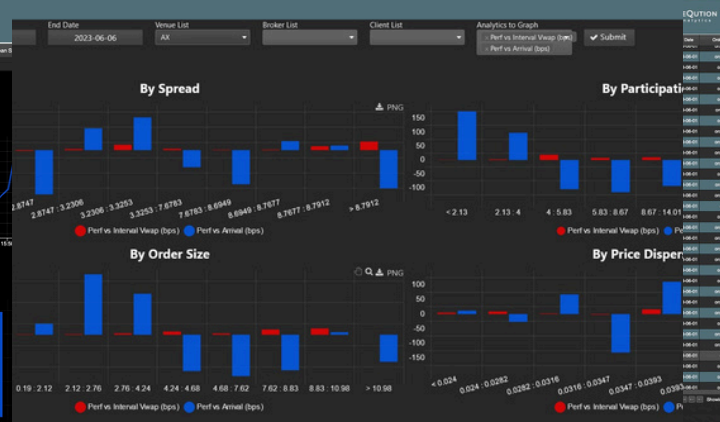 EQUTION
End Date
Venue List
Broker List
Client List
Analytics to Graph
2023-06-06
AX
Perf vs Interval Vwap (bps)
Perf vs Arrival (bps)
Submit
By Spread
PNG
2.8747
2.8747 : 3.2306
3.2306 : 3.3253
3.3253 : 7.6783
7.6783 : 8.6949
8.6949 : 8.7677
8.7677 : 8.7912
> 8.7912
Perf vs Interval Vwap (bps)
Perf vs Arrival (bps)
By Participati
150
100
50
0
-50
-100
< 2.13
2.13 : 4
4 : 5.83
5.83 : 8.67
8.67 : 14.01
Perf vs Interval Vwap (bps)
By Order Size
PNG
0.19 : 2.12
2.12 : 2.76
2.76 : 4.24
4.24 : 4.68
4.68 : 7.62
7.62 : 8.83
8.83 : 10.98
> 10.98
Perf vs Interval Vwap (bps)
Perf vs Arrival (bps)
By Price Disper
100
50
0
-50
-100
-150
< 0.024
0.024 : 0.0282
0.0282 : 0.0316
0.0316 : 0.0347
0.0347 : 0.0393
0.0393
Perf vs Interval Vwap (bps)